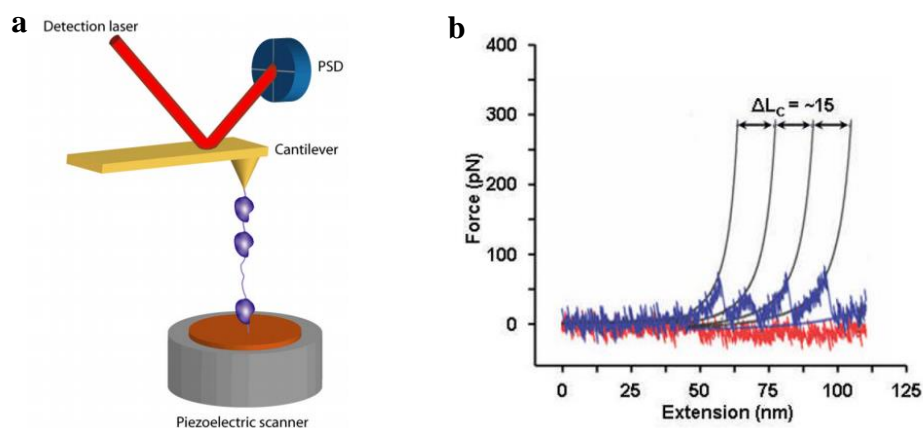 a
Detection laser
PSD
Cantilever
Piezoelectric scanner
b
400
300
200
100
0
Force (pN)
ΔLC = ~15
0 25 50 75 100 125
Extension (nm)